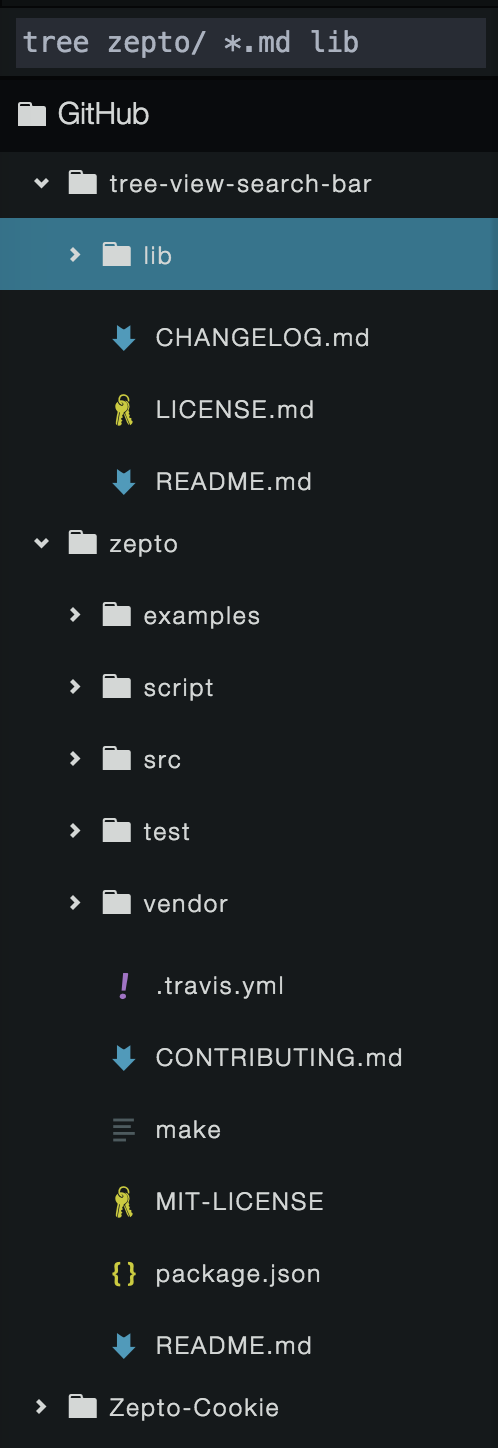 tree zepto/ *.md lib
GitHub
tree-view-search-bar
lib
CHANGELOG.md
LICENSE.md
README.md
zepto
examples
script
src
test
vendor
.travis.yml
CONTRIBUTING.md
make
MIT-LICENSE
package.json
README.md
Zepto-Cookie